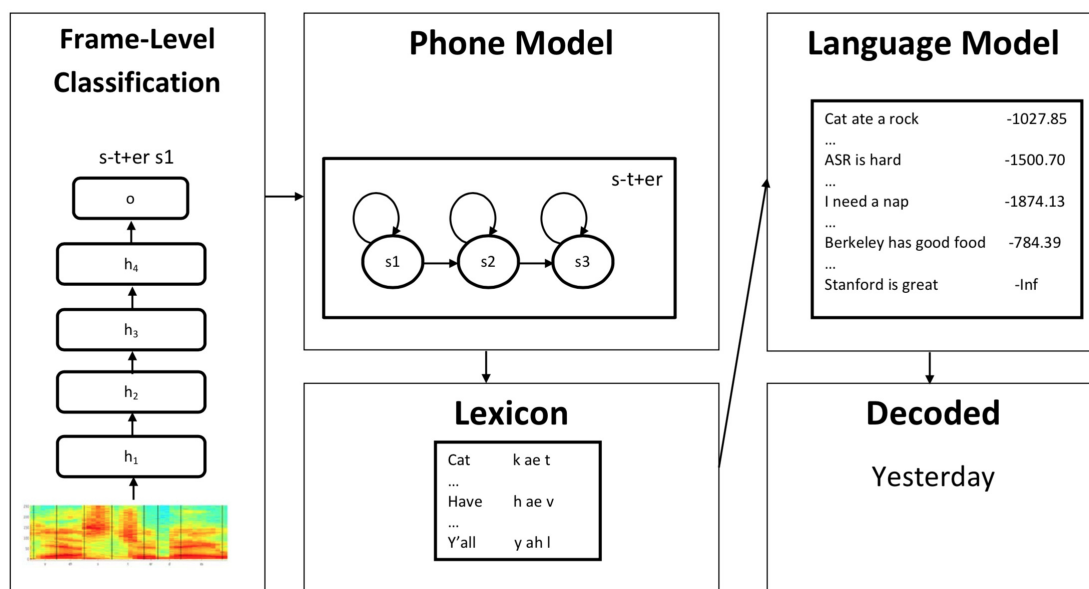 Frame-Level
Classification
s-t+er s1
o
h₄
h₃
h₂
h₁
Phone Model
s-t+er
s1 s2 s3
Lexicon
Cat k ae t
...
Have h ae v
...
Y'all y ah l
Language Model
Cat ate a rock -1027.85
...
ASR is hard -1500.70
...
I need a nap -1874.13
...
Berkeley has good food -784.39
...
Stanford is great -Inf
Decoded
Yesterday